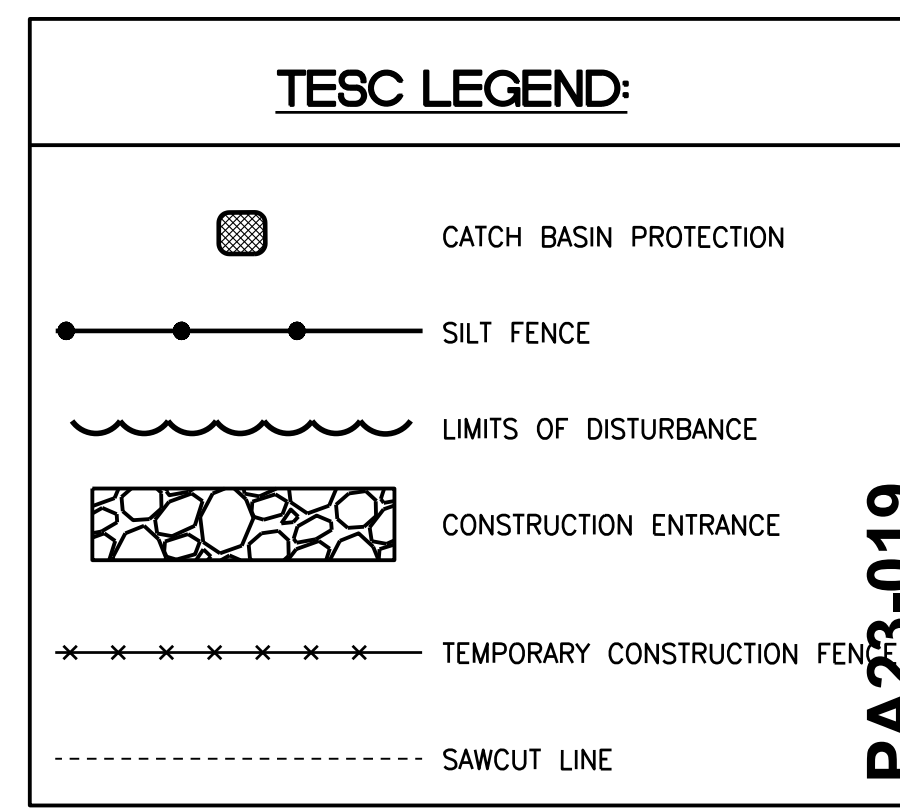 TESC LEGEND:
CATCH BASIN PROTECTION
SILT FENCE
LIMITS OF DISTURBANCE
CONSTRUCTION ENTRANCE
TEMPORARY CONSTRUCTION FENCE
SAWCUT LINE
PA23-019